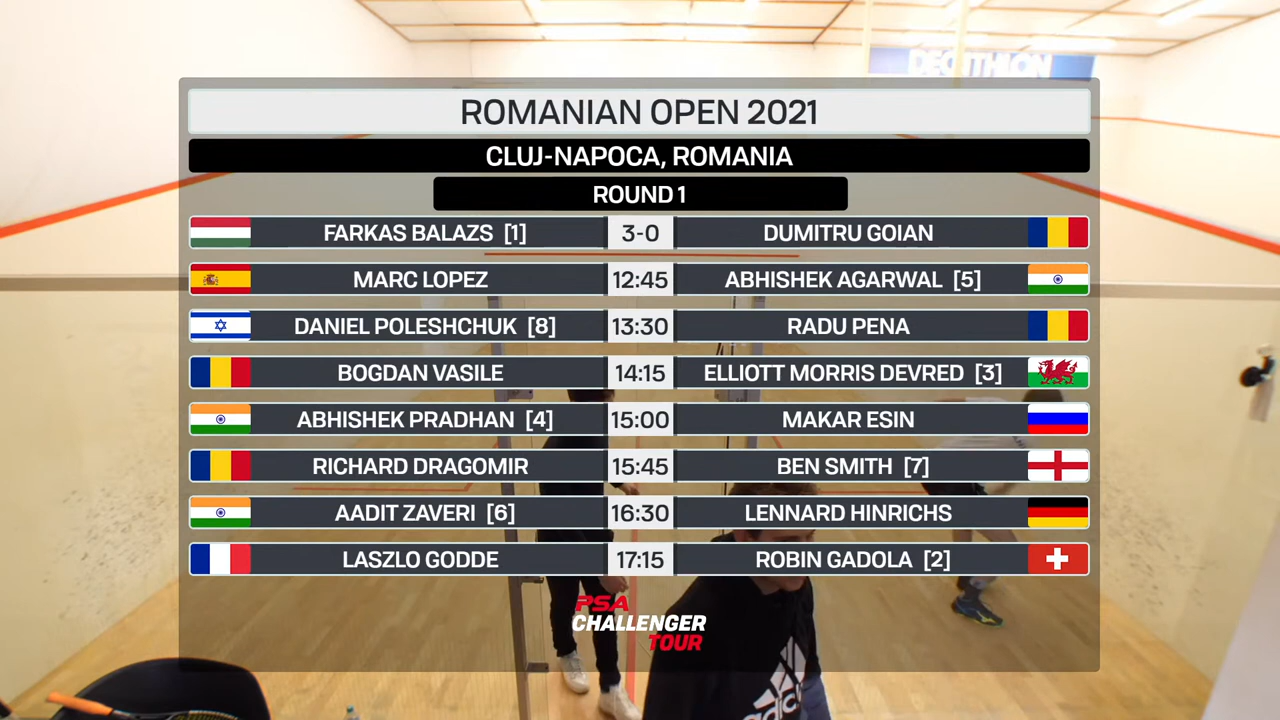 DECATHLON
ROMANIAN OPEN 2021
CLUJ-NAPOCA, ROMANIA
ROUND 1
FARKAS BALAZS [1] 3-0 DUMITRU GOIAN
MARC LOPEZ 12:45 ABHISHEK AGARWAL [5]
DANIEL POLESHCHUK [8] 13:30 RADU PENA
BOGDAN VASILE 14:15 ELLIOTT MORRIS DEVRED [3]
ABHISHEK PRADHAN [4] 15:00 MAKAR ESIN
RICHARD DRAGOMIR 15:45 BEN SMITH [7]
AADIT ZAVERI [6] 16:30 LENNARD HINRICHS
LASZLO GODDE 17:15 ROBIN GADOLA [2]
PSA
CHALLENGER
TOUR
adidas